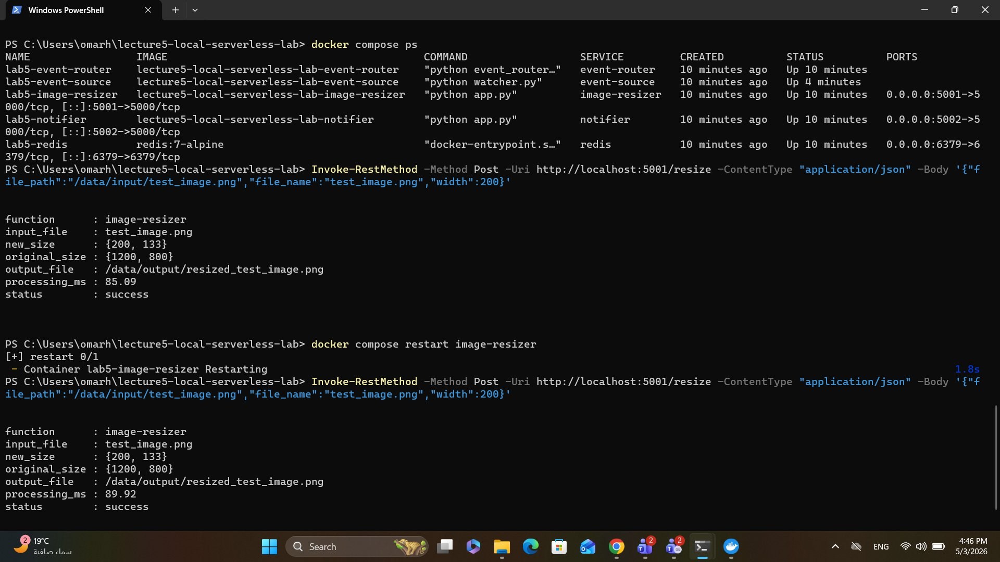 Windows PowerShell
PS C:\Users\omarh\lecture5-local-serverless-lab> docker compose ps
NAME IMAGE COMMAND SERVICE CREATED STATUS PORTS
lab5-event-router lecture5-local-serverless-lab-event-router "python event_router…" event-router 10 minutes ago Up 10 minutes
lab5-event-source lecture5-local-serverless-lab-event-source "python watcher.py" event-source 10 minutes ago Up 4 minutes
lab5-image-resizer lecture5-local-serverless-lab-image-resizer "python app.py" image-resizer 10 minutes ago Up 10 minutes 0.0.0.0:5001->5
000/tcp, [::]:5001->5000/tcp
lab5-notifier lecture5-local-serverless-lab-notifier "python app.py" notifier 10 minutes ago Up 10 minutes 0.0.0.0:5002->5
000/tcp, [::]:5002->5000/tcp
lab5-redis redis:7-alpine "docker-entrypoint.s…" redis 10 minutes ago Up 10 minutes 0.0.0.0:6379->6
379/tcp, [::]:6379->6379/tcp
PS C:\Users\omarh\lecture5-local-serverless-lab> Invoke-RestMethod -Method Post -Uri http://localhost:5001/resize -ContentType "application/json" -Body '{"f
ile_path":"/data/input/test_image.png","file_name":"test_image.png","width":200}'
function : image-resizer
input_file : test_image.png
new_size : {200, 133}
original_size : {1200, 800}
output_file : /data/output/resized_test_image.png
processing_ms : 85.09
status : success
PS C:\Users\omarh\lecture5-local-serverless-lab> docker compose restart image-resizer
[+] restart 0/1
- Container lab5-image-resizer Restarting 1.8s
PS C:\Users\omarh\lecture5-local-serverless-lab> Invoke-RestMethod -Method Post -Uri http://localhost:5001/resize -ContentType "application/json" -Body '{"f
ile_path":"/data/input/test_image.png","file_name":"test_image.png","width":200}'
function : image-resizer
input_file : test_image.png
new_size : {200, 133}
original_size : {1200, 800}
output_file : /data/output/resized_test_image.png
processing_ms : 89.92
status : success
2
19°C
سماء صافية
Search
2
2
ENG
4:46 PM
5/3/2026